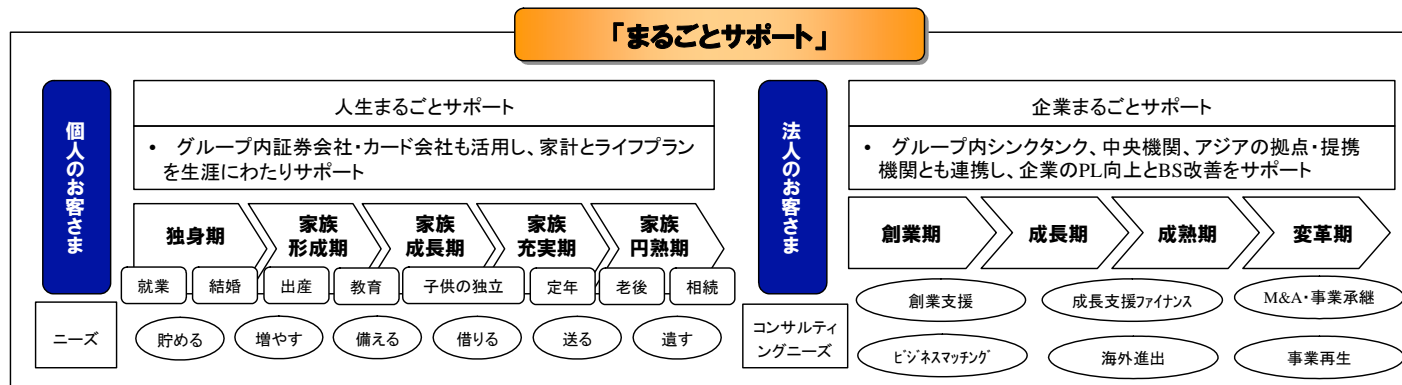 「まるごとサポート」
個人のお客さま
人生まるごとサポート
• グループ内証券会社・カード会社も活用し、家計とライフプラン
を生涯にわたりサポート
独身期
家族
形成期
家族
成長期
家族
充実期
家族
円熟期
就業
結婚
出産
教育
子供の独立
定年
老後
相続
ニーズ
貯める
増やす
備える
借りる
送る
遺す
法人のお客さま
企業まるごとサポート
• グループ内シンクタンク、中央機関、アジアの拠点・提携
機関とも連携し、企業のPL向上とBS改善をサポート
創業期
成長期
成熟期
変革期
コンサルティ
ングニーズ
創業支援
成長支援ファイナンス
M&A・事業承継
ビジネスマッチング
海外進出
事業再生